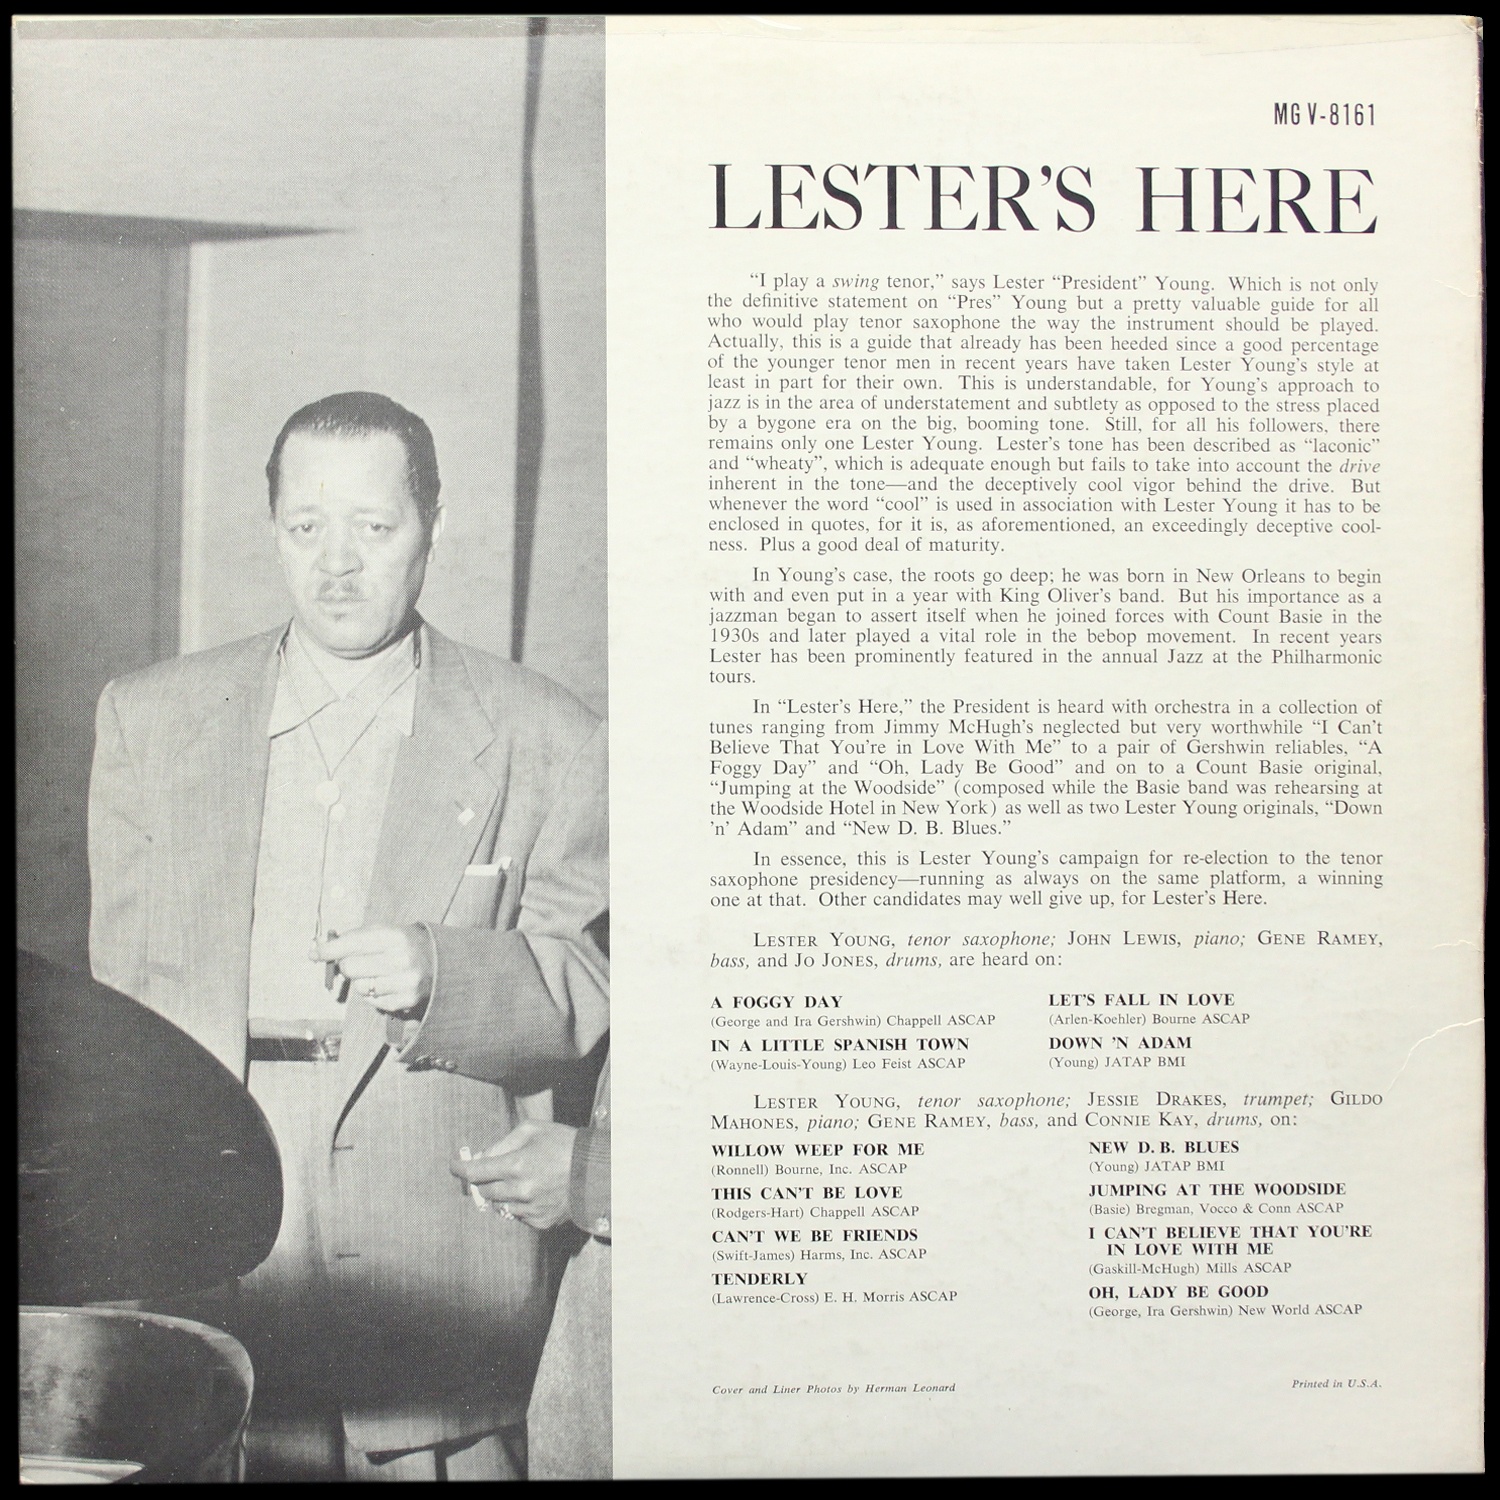 MG V-8161
LESTER'S HERE
“I play a swing tenor,” says Lester “President” Young. Which is not only
the definitive statement on “Pres” Young but a pretty valuable guide for all
who would play tenor saxophone the way the instrument should be played.
Actually, this is a guide that already has been heeded since a good percentage
of the younger tenor men in recent years have taken Lester Young's style at
least in part for their own. This is understandable, for Young's approach to
jazz is in the area of understatement and subtlety as opposed to the stress placed
by a bygone era on the big, booming tone. Still, for all his followers, there
remains only one Lester Young. Lester's tone has been described as “laconic”
and “wheaty”, which is adequate enough but fails to take into account the drive
inherent in the tone—and the deceptively cool vigor behind the drive. But
whenever the word “cool” is used in association with Lester Young it has to be
enclosed in quotes, for it is, as aforementioned, an exceedingly deceptive cool-
ness. Plus a good deal of maturity.
In Young's case, the roots go deep; he was born in New Orleans to begin
with and even put in a year with King Oliver's band. But his importance as a
jazzman began to assert itself when he joined forces with Count Basie in the
1930s and later played a vital role in the bebop movement. In recent years
Lester has been prominently featured in the annual Jazz at the Philharmonic
tours.
In “Lester's Here,” the President is heard with orchestra in a collection of
tunes ranging from Jimmy McHugh's neglected but very worthwhile “I Can't
Believe That You're in Love With Me” to a pair of Gershwin reliables, “A
Foggy Day” and “Oh, Lady Be Good” and on to a Count Basie original,
“Jumping at the Woodside” (composed while the Basie band was rehearsing at
the Woodside Hotel in New York) as well as two Lester Young originals, “Down
'n' Adam” and “New D. B. Blues.”
In essence, this is Lester Young's campaign for re-election to the tenor
saxophone presidency—running as always on the same platform, a winning
one at that. Other candidates may well give up, for Lester's Here.
LESTER YOUNG, tenor saxophone; JOHN LEWIS, piano; GENE RAMEY,
bass, and JO JONES, drums, are heard on:
A FOGGY DAY
(George and Ira Gershwin) Chappell ASCAP
IN A LITTLE SPANISH TOWN
(Wayne-Louis-Young) Leo Feist ASCAP
LET'S FALL IN LOVE
(Arlen-Koehler) Bourne ASCAP
DOWN 'N ADAM
(Young) JATAP BMI
LESTER YOUNG, tenor saxophone; JESSIE DRAKES, trumpet; GILDO
MAHONES, piano; GENE RAMEY, bass, and CONNIE KAY, drums, on:
WILLOW WEEP FOR ME
(Ronnell) Bourne, Inc. ASCAP
THIS CAN'T BE LOVE
(Rodgers-Hart) Chappell ASCAP
CAN'T WE BE FRIENDS
(Swift-James) Harms, Inc. ASCAP
TENDERLY
(Lawrence-Cross) E. H. Morris ASCAP
NEW D. B. BLUES
(Young) JATAP BMI
JUMPING AT THE WOODSIDE
(Basie) Bregman, Vocco & Conn ASCAP
I CAN'T BELIEVE THAT YOU'RE
IN LOVE WITH ME
(Gaskill-McHugh) Mills ASCAP
OH, LADY BE GOOD
(George, Ira Gershwin) New World ASCAP
Cover and Liner Photos by Herman Leonard
Printed in U.S.A.